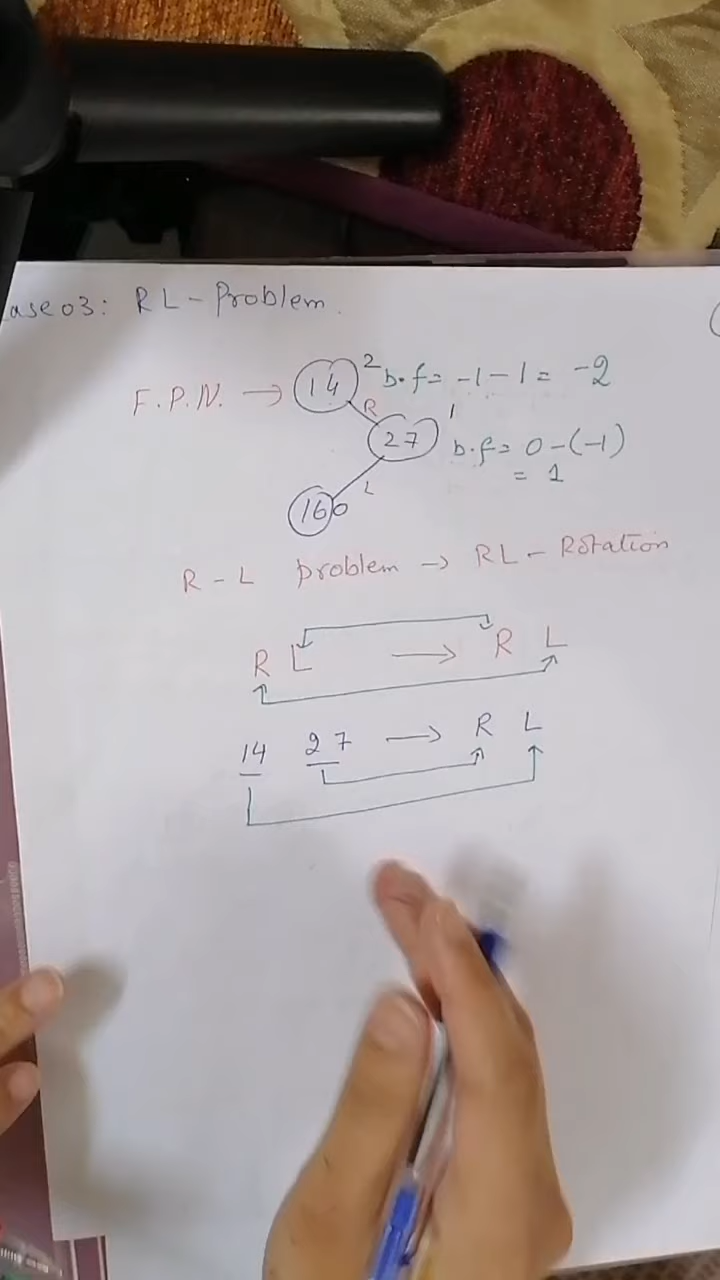 ase 03: RL-Problem.
F.P.N. → 14 2 b.f = -1-1 = -2
R
27 1 b.f = 0-(-1)
= 1
L
16 0
R-L problem → RL-Rotation
R L → R L
14 27 → R L